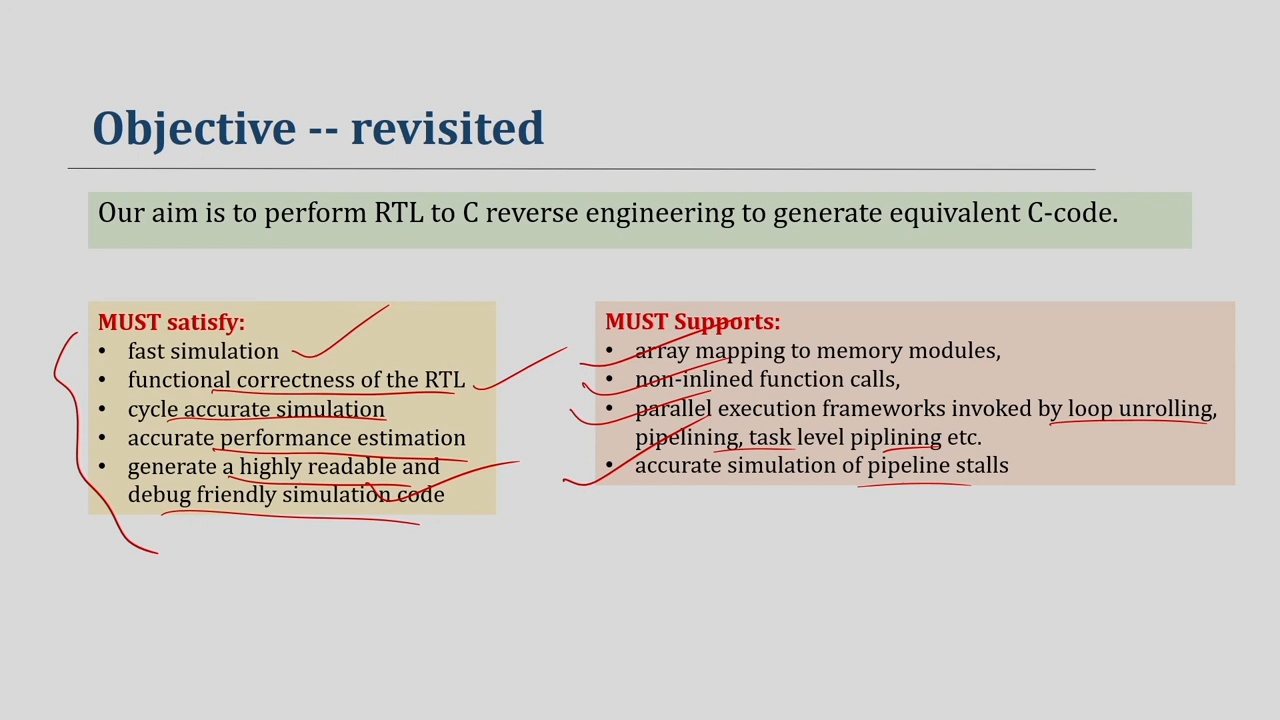 Objective -- revisited
Our aim is to perform RTL to C reverse engineering to generate equivalent C-code.
MUST satisfy:
• fast simulation
• functional correctness of the RTL
• cycle accurate simulation
• accurate performance estimation
• generate a highly readable and
debug friendly simulation code
MUST Supports:
• array mapping to memory modules,
• non-inlined function calls,
• parallel execution frameworks invoked by loop unrolling,
pipelining, task level piplining etc.
• accurate simulation of pipeline stalls